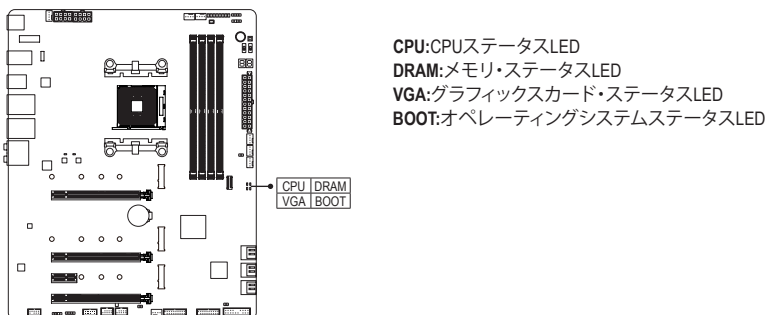 CPU:CPUステータスLED
DRAM:メモリ・ステータスLED
VGA:グラフィックスカード・ステータスLED
BOOT:オペレーティングシステムステータスLED
CPU DRAM
VGA BOOT